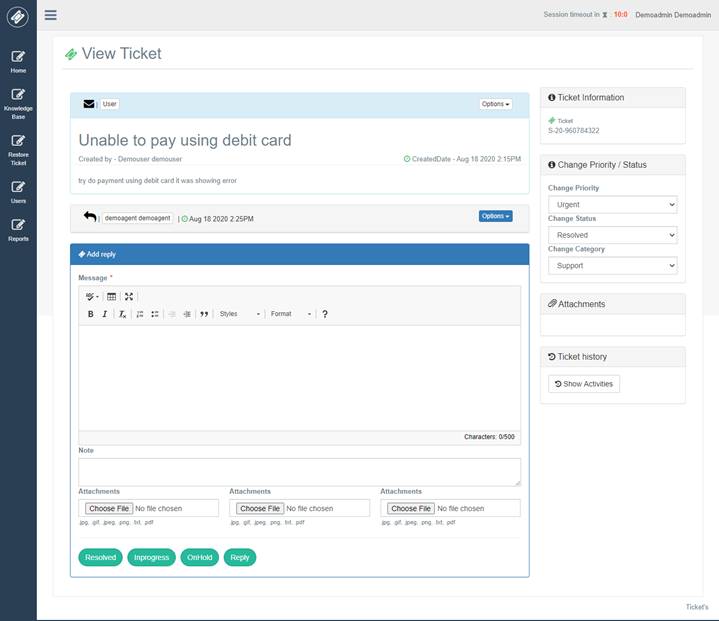 Session timeout in : 10:0 Demoadmin Demoadmin
Home
Knowledge
Base
Restore
Ticket
Users
Reports
View Ticket
| User
Options
Unable to pay using debit card
Created by - Demouser demouser
CreatedDate - Aug 18 2020 2:15PM
try do payment using debit card it was showing error
| demoagent demoagent | Aug 18 2020 2:25PM
Options
Add reply
Message *
B I Tx Styles Format ?
Characters: 0/500
Note
Attachments Attachments Attachments
Choose File No file chosen Choose File No file chosen Choose File No file chosen
.jpg, .gif, .jpeg, .png, .txt, .pdf .jpg, .gif, .jpeg, .png, .txt, .pdf .jpg, .gif, .jpeg, .png, .txt, .pdf
Resolved Inprogress OnHold Reply
Ticket Information
Ticket
S-20-960784322
Change Priority / Status
Change Priority
Urgent
Change Status
Resolved
Change Category
Support
Attachments
Ticket history
Show Activities
Ticket's